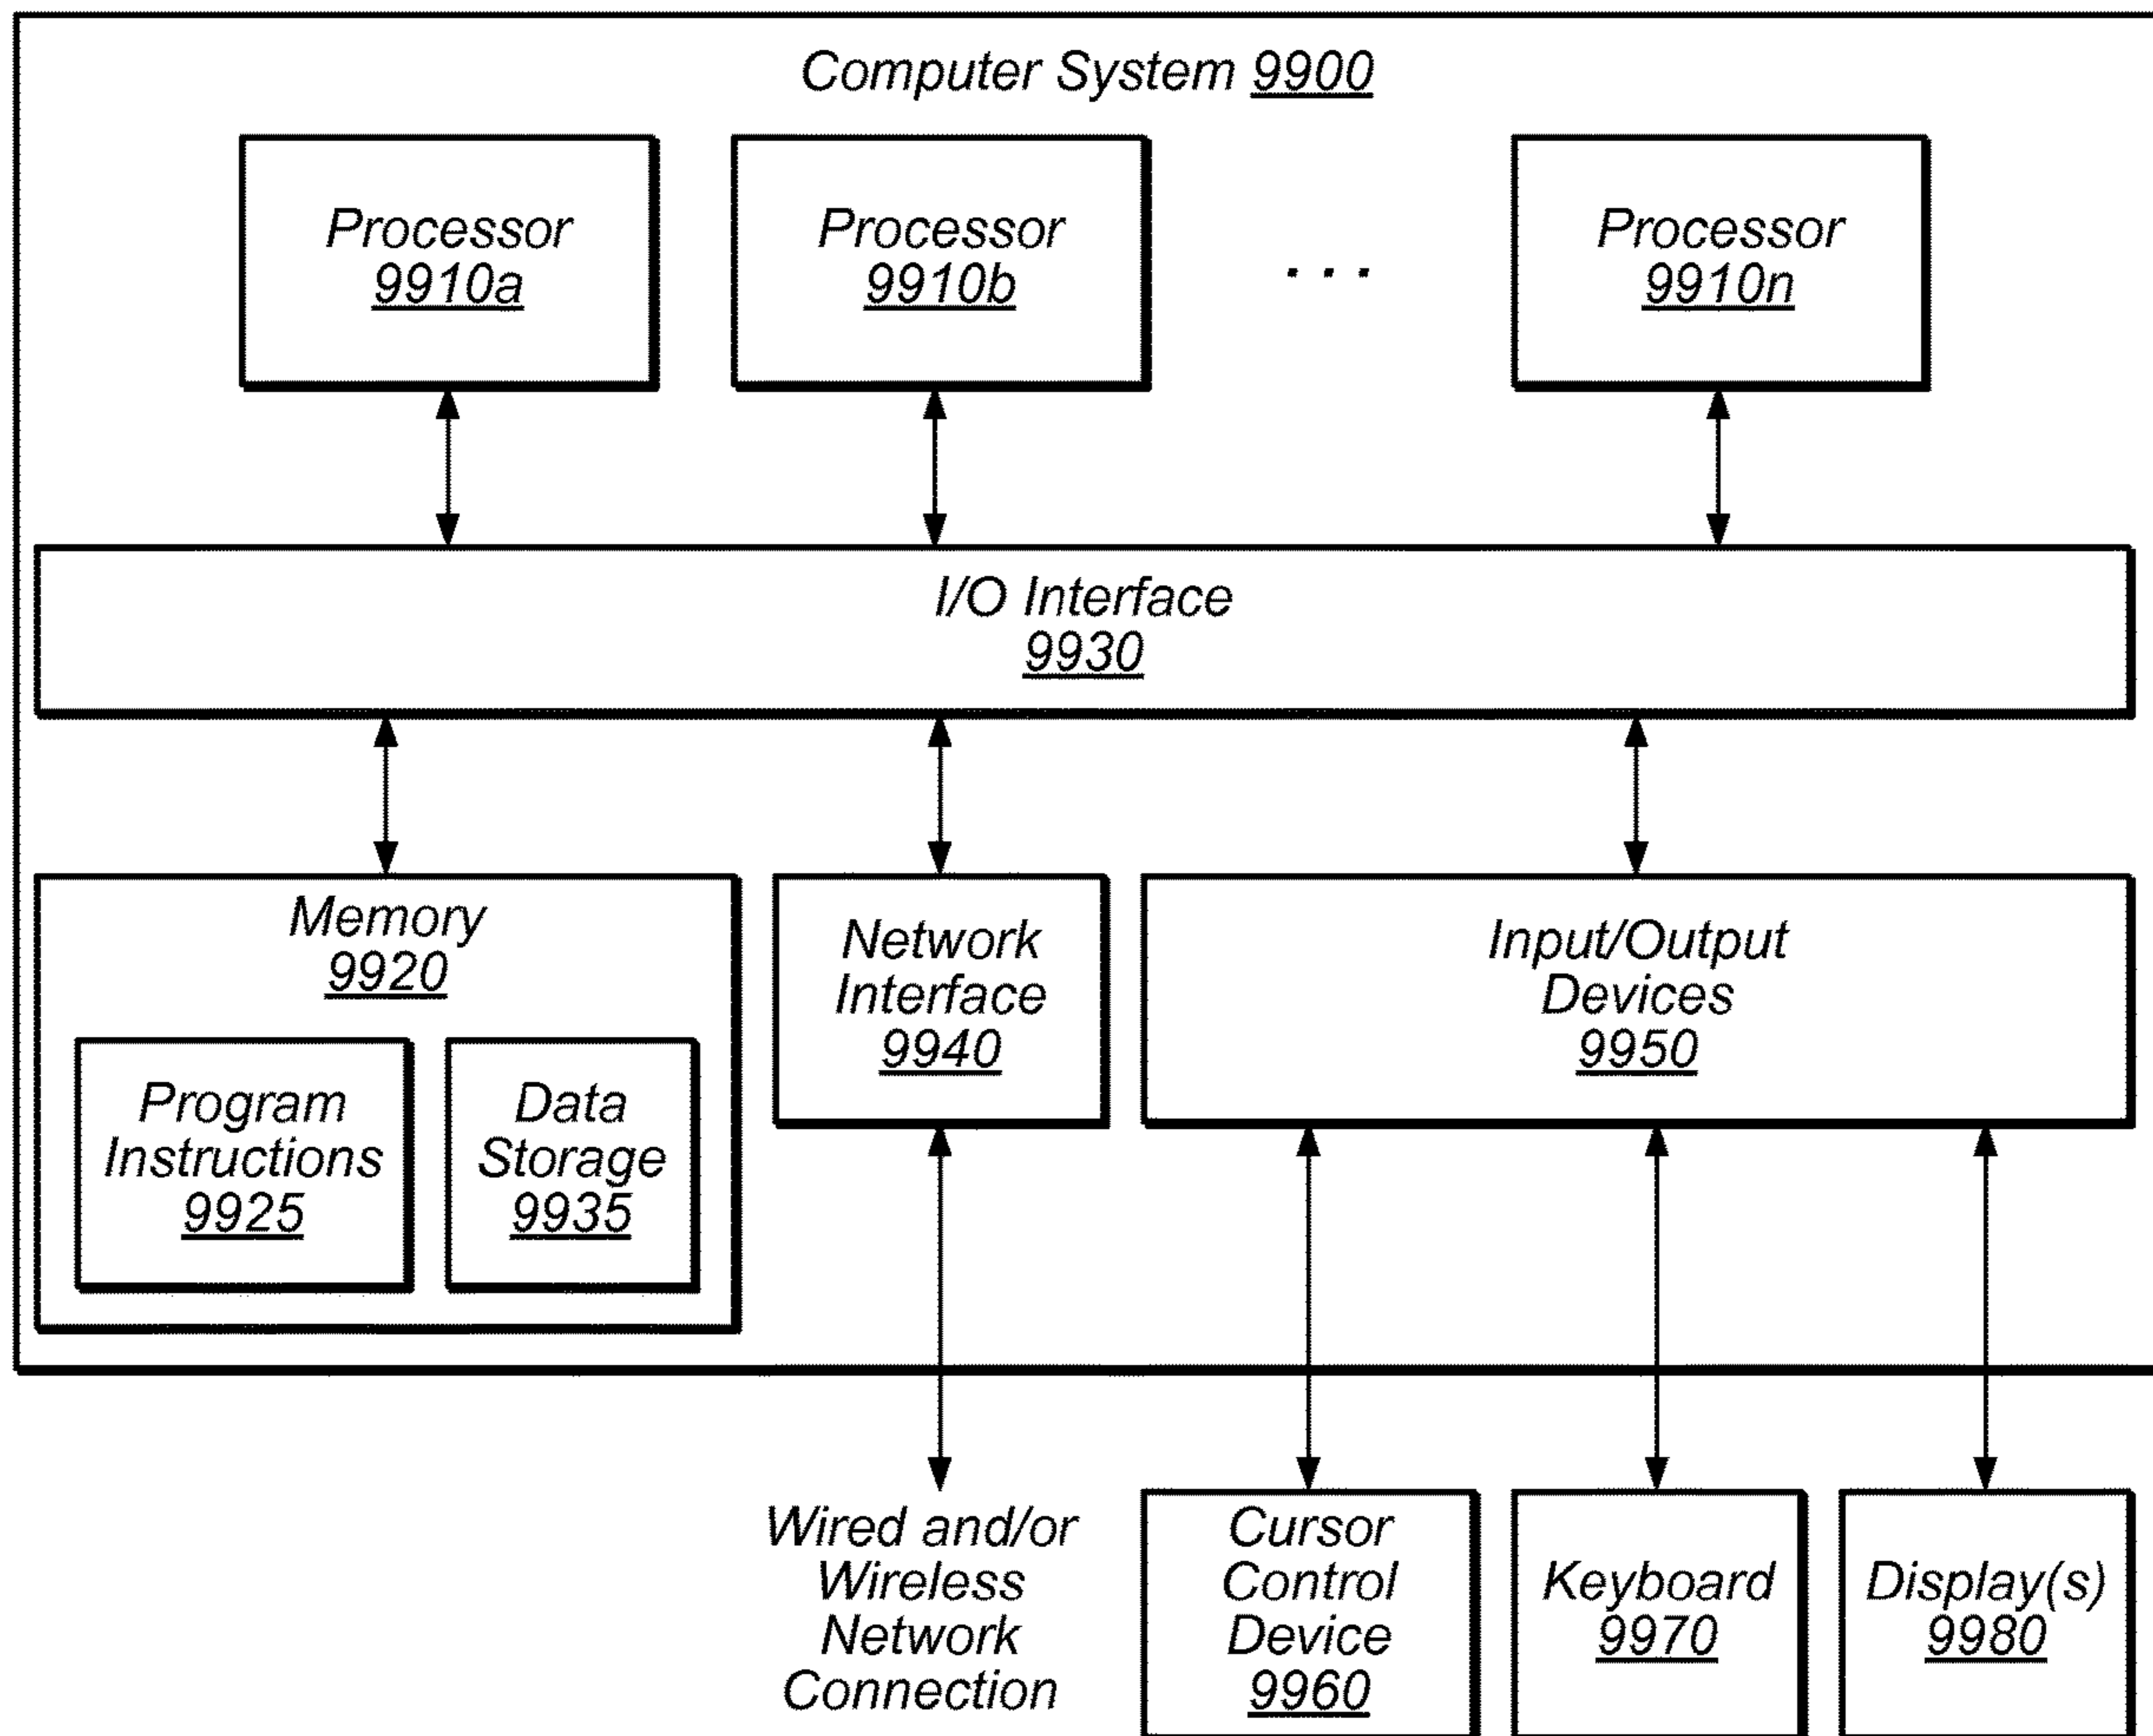 Computer System 9900
Processor
9910a
Processor
9910b
. . .
Processor
9910n
I/O Interface
9930
Memory
9920
Program
Instructions
9925
Data
Storage
9935
Network
Interface
9940
Input/Output
Devices
9950
Wired and/or
Wireless
Network
Connection
Cursor
Control
Device
9960
Keyboard
9970
Display(s)
9980